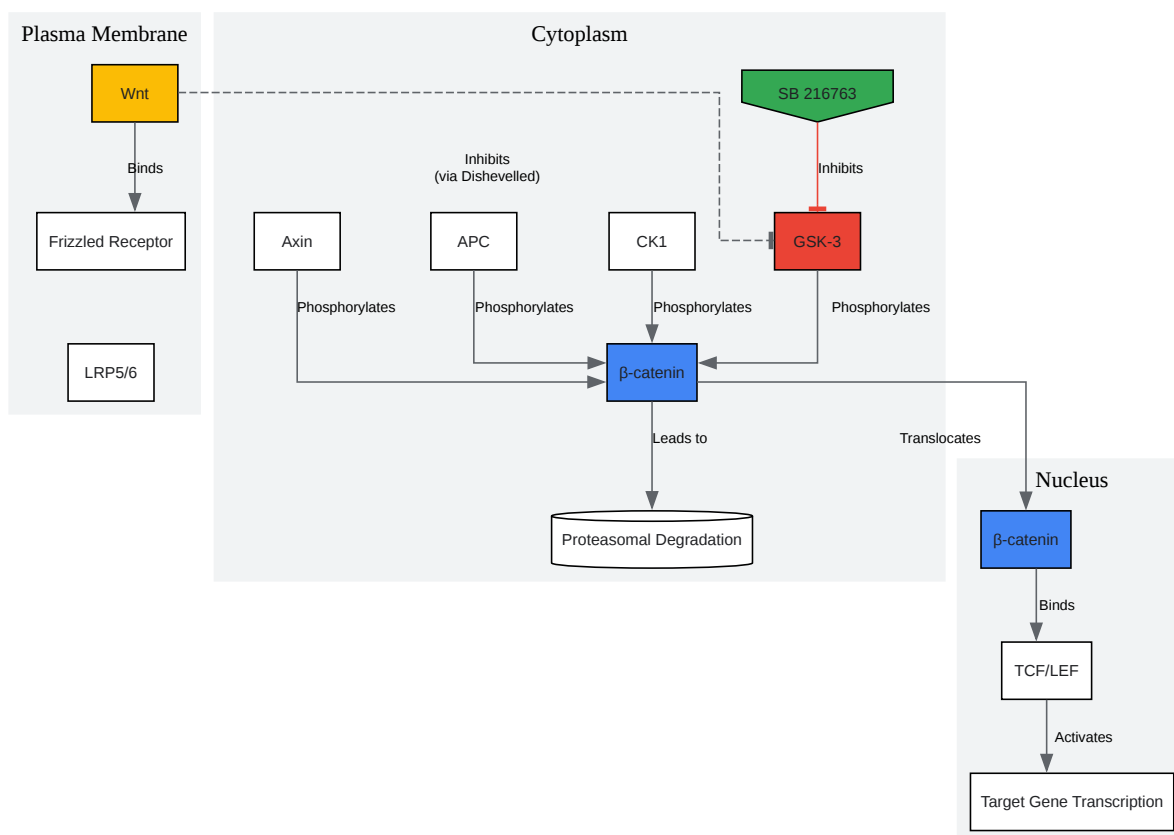 Plasma Membrane
Cytoplasm
Wnt
SB 216763
Binds
Inhibits
(via Dishevelled)
Inhibits
Frizzled Receptor
Axin
APC
CK1
GSK-3
Phosphorylates
Phosphorylates
Phosphorylates
Phosphorylates
LRP5/6
β-catenin
Leads to
Translocates
Nucleus
Proteasomal Degradation
β-catenin
Binds
TCF/LEF
Activates
Target Gene Transcription